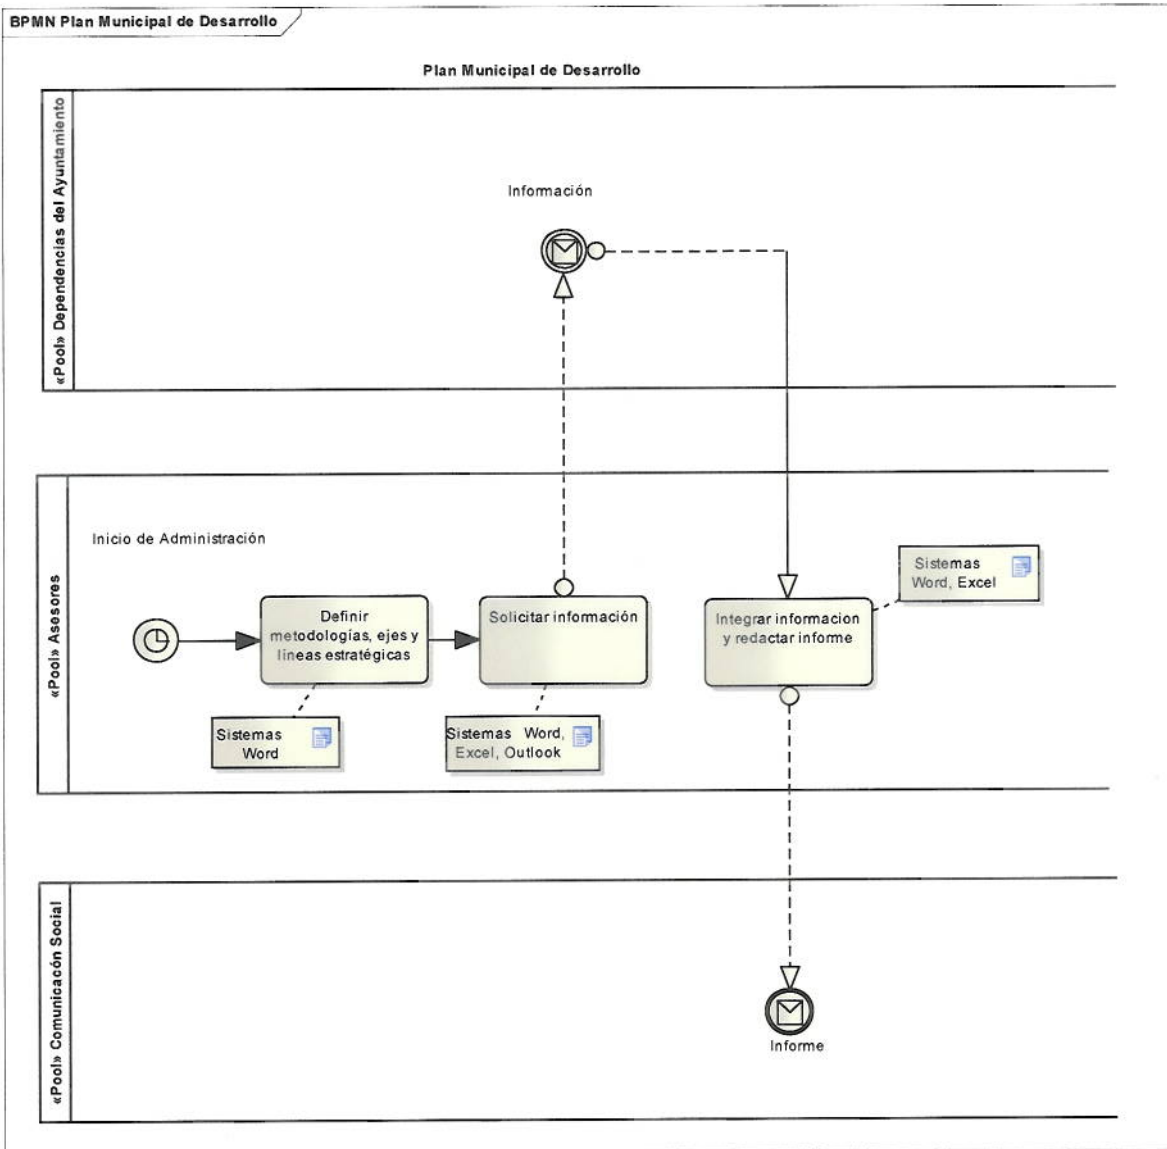 BPMN Plan Municipal de Desarrollo
Plan Municipal de Desarrollo
«Pool» Dependencias del Ayuntamiento
Información
«Pool» Asesores
Inicio de Administración
Definir
metodologías, ejes y
líneas estratégicas
Solicitar información
Integrar informacion
y redactar informe
Sistemas
Word, Excel
Sistemas
Word
Sistemas Word,
Excel, Outlook
«Pool» Comunicacón Social
Informe